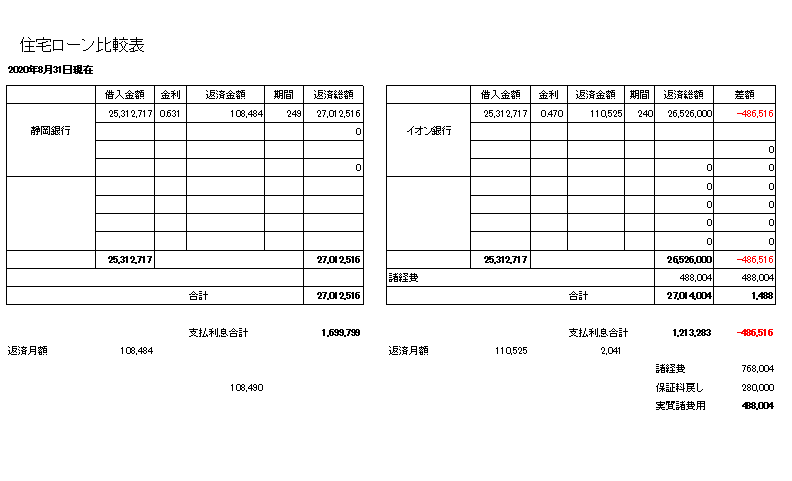 住宅ローン比較表
2020年8月31日現在
借入金額 金利 返済金額 期間 返済総額 借入金額 金利 返済金額 期間 返済総額 差額
25,312,717 0.631 108,484 249 27,012,516 25,312,717 0.470 110,525 240 26,526,000 -486,516
静岡銀行 0 イオン銀行
0
0 0 0
0 0
0 0
0 0
0 0
25,312,717 27,012,516 25,312,717 26,526,000 -486,516
諸経費 488,004 488,004
合計 27,012,516 合計 27,014,004 1,488
支払利息合計 1,699,799 支払利息合計 1,213,283 -486,516
返済月額 108,484 返済月額 110,525 2,041
諸経費 768,004
108,490 保証料戻し 280,000
実質諸費用 488,004